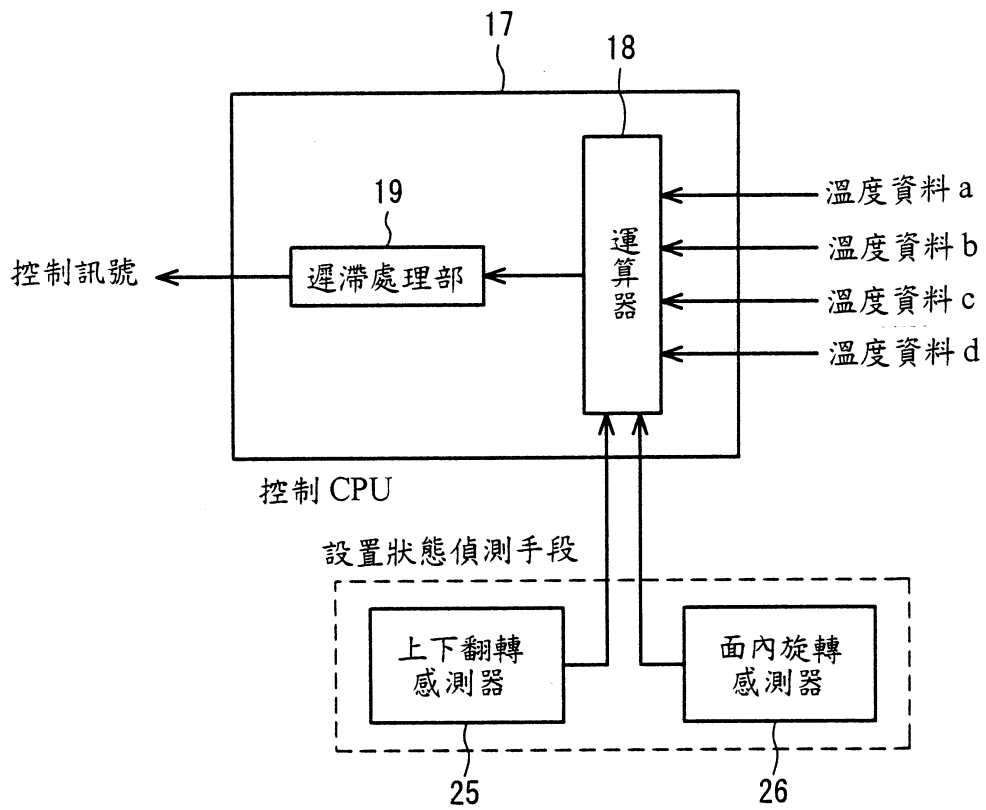 17
18
溫度資料 a
19
運算器
溫度資料 b
控制訊號
遲滯處理部
溫度資料 c
溫度資料 d
控制 CPU
設置狀態偵測手段
上下翻轉
感測器
面內旋轉
感測器
25
26